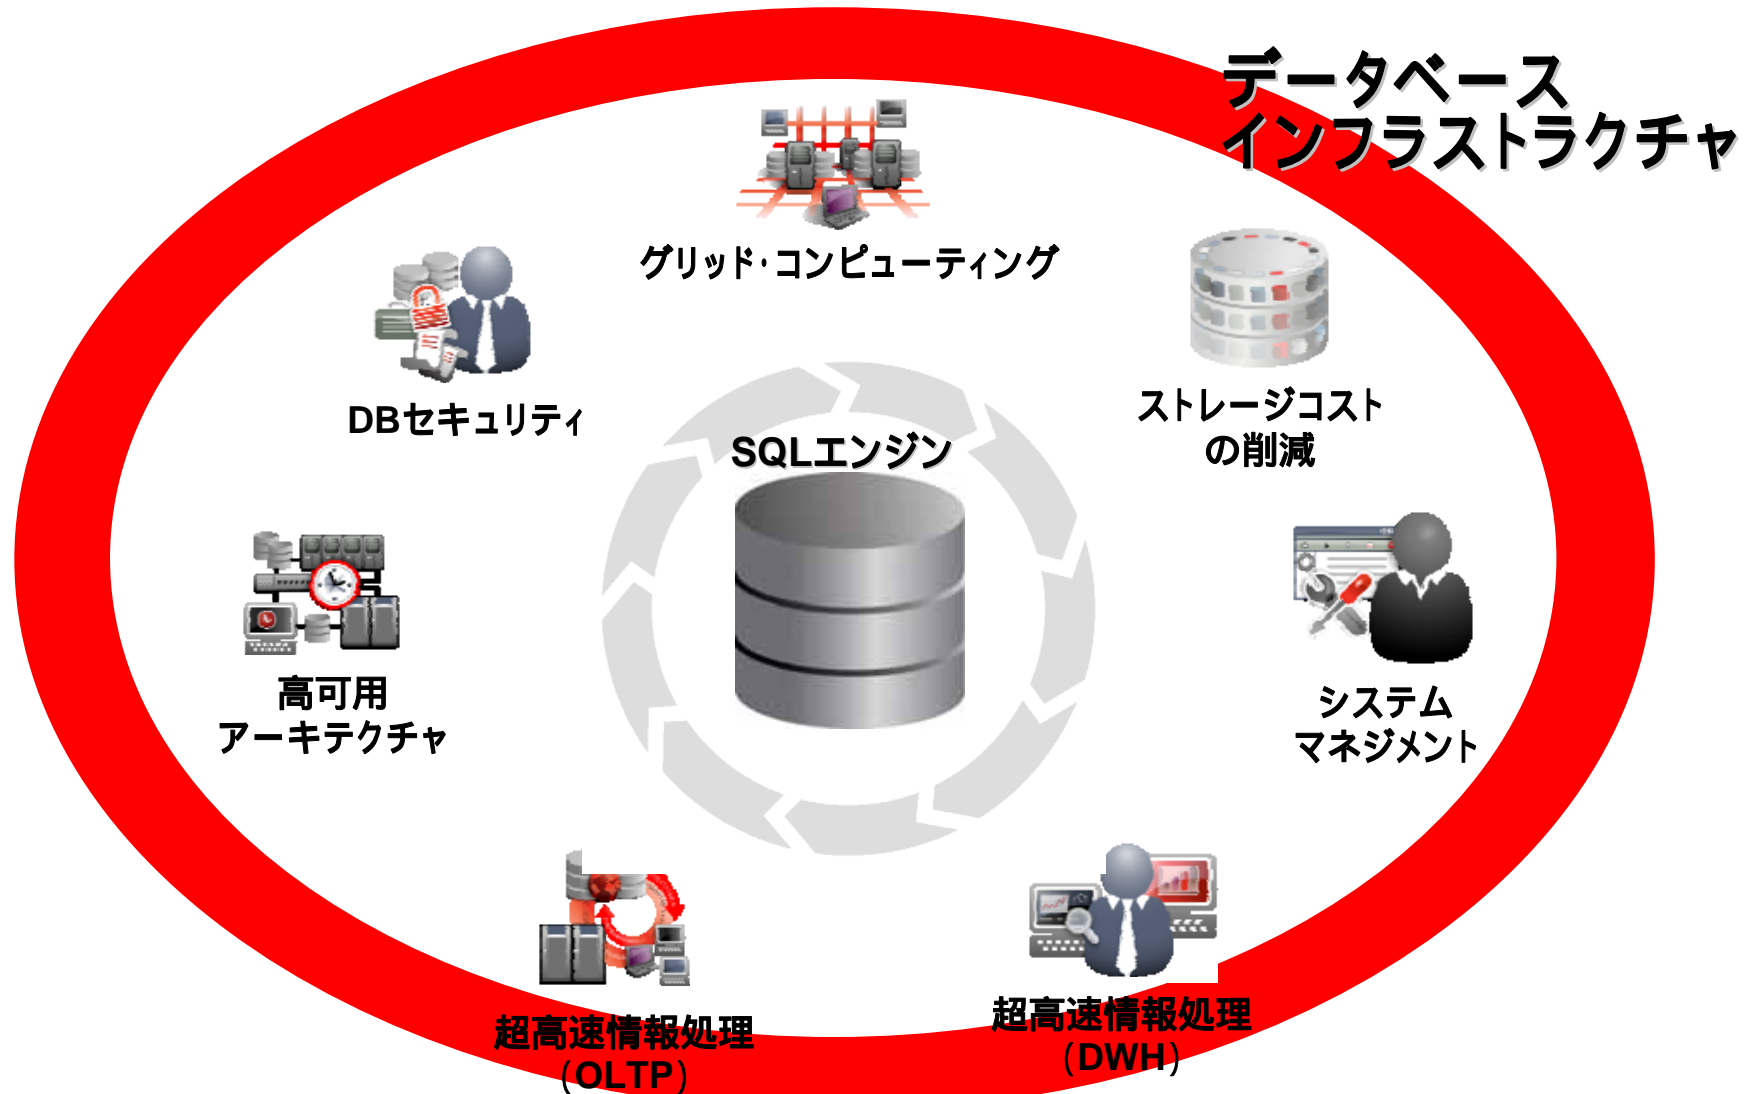 データベース
インフラストラクチャ
グリッド・コンピューティング
DBセキュリティ
ストレージコスト
の削減
SQLエンジン
高可用
アーキテクチャ
システム
マネジメント
超高速情報処理
(OLTP)
超高速情報処理
(DWH)